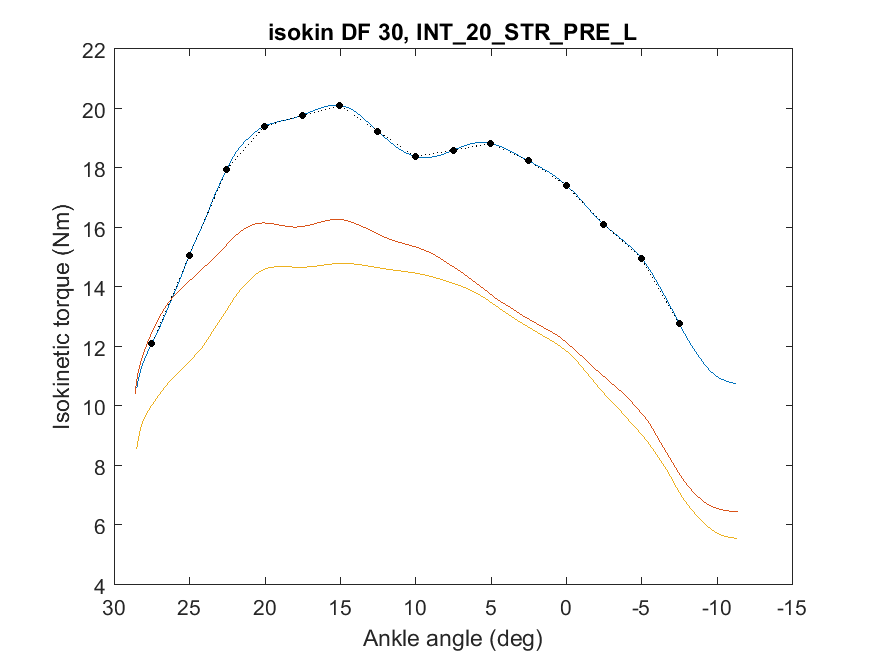 isokin DF 30, INT_20_STR_PRE_L
Isokinetic torque (Nm)
22
20
18
16
14
12
10
8
6
4
30 25 20 15 10 5 0 -5 -10 -15
Ankle angle (deg)